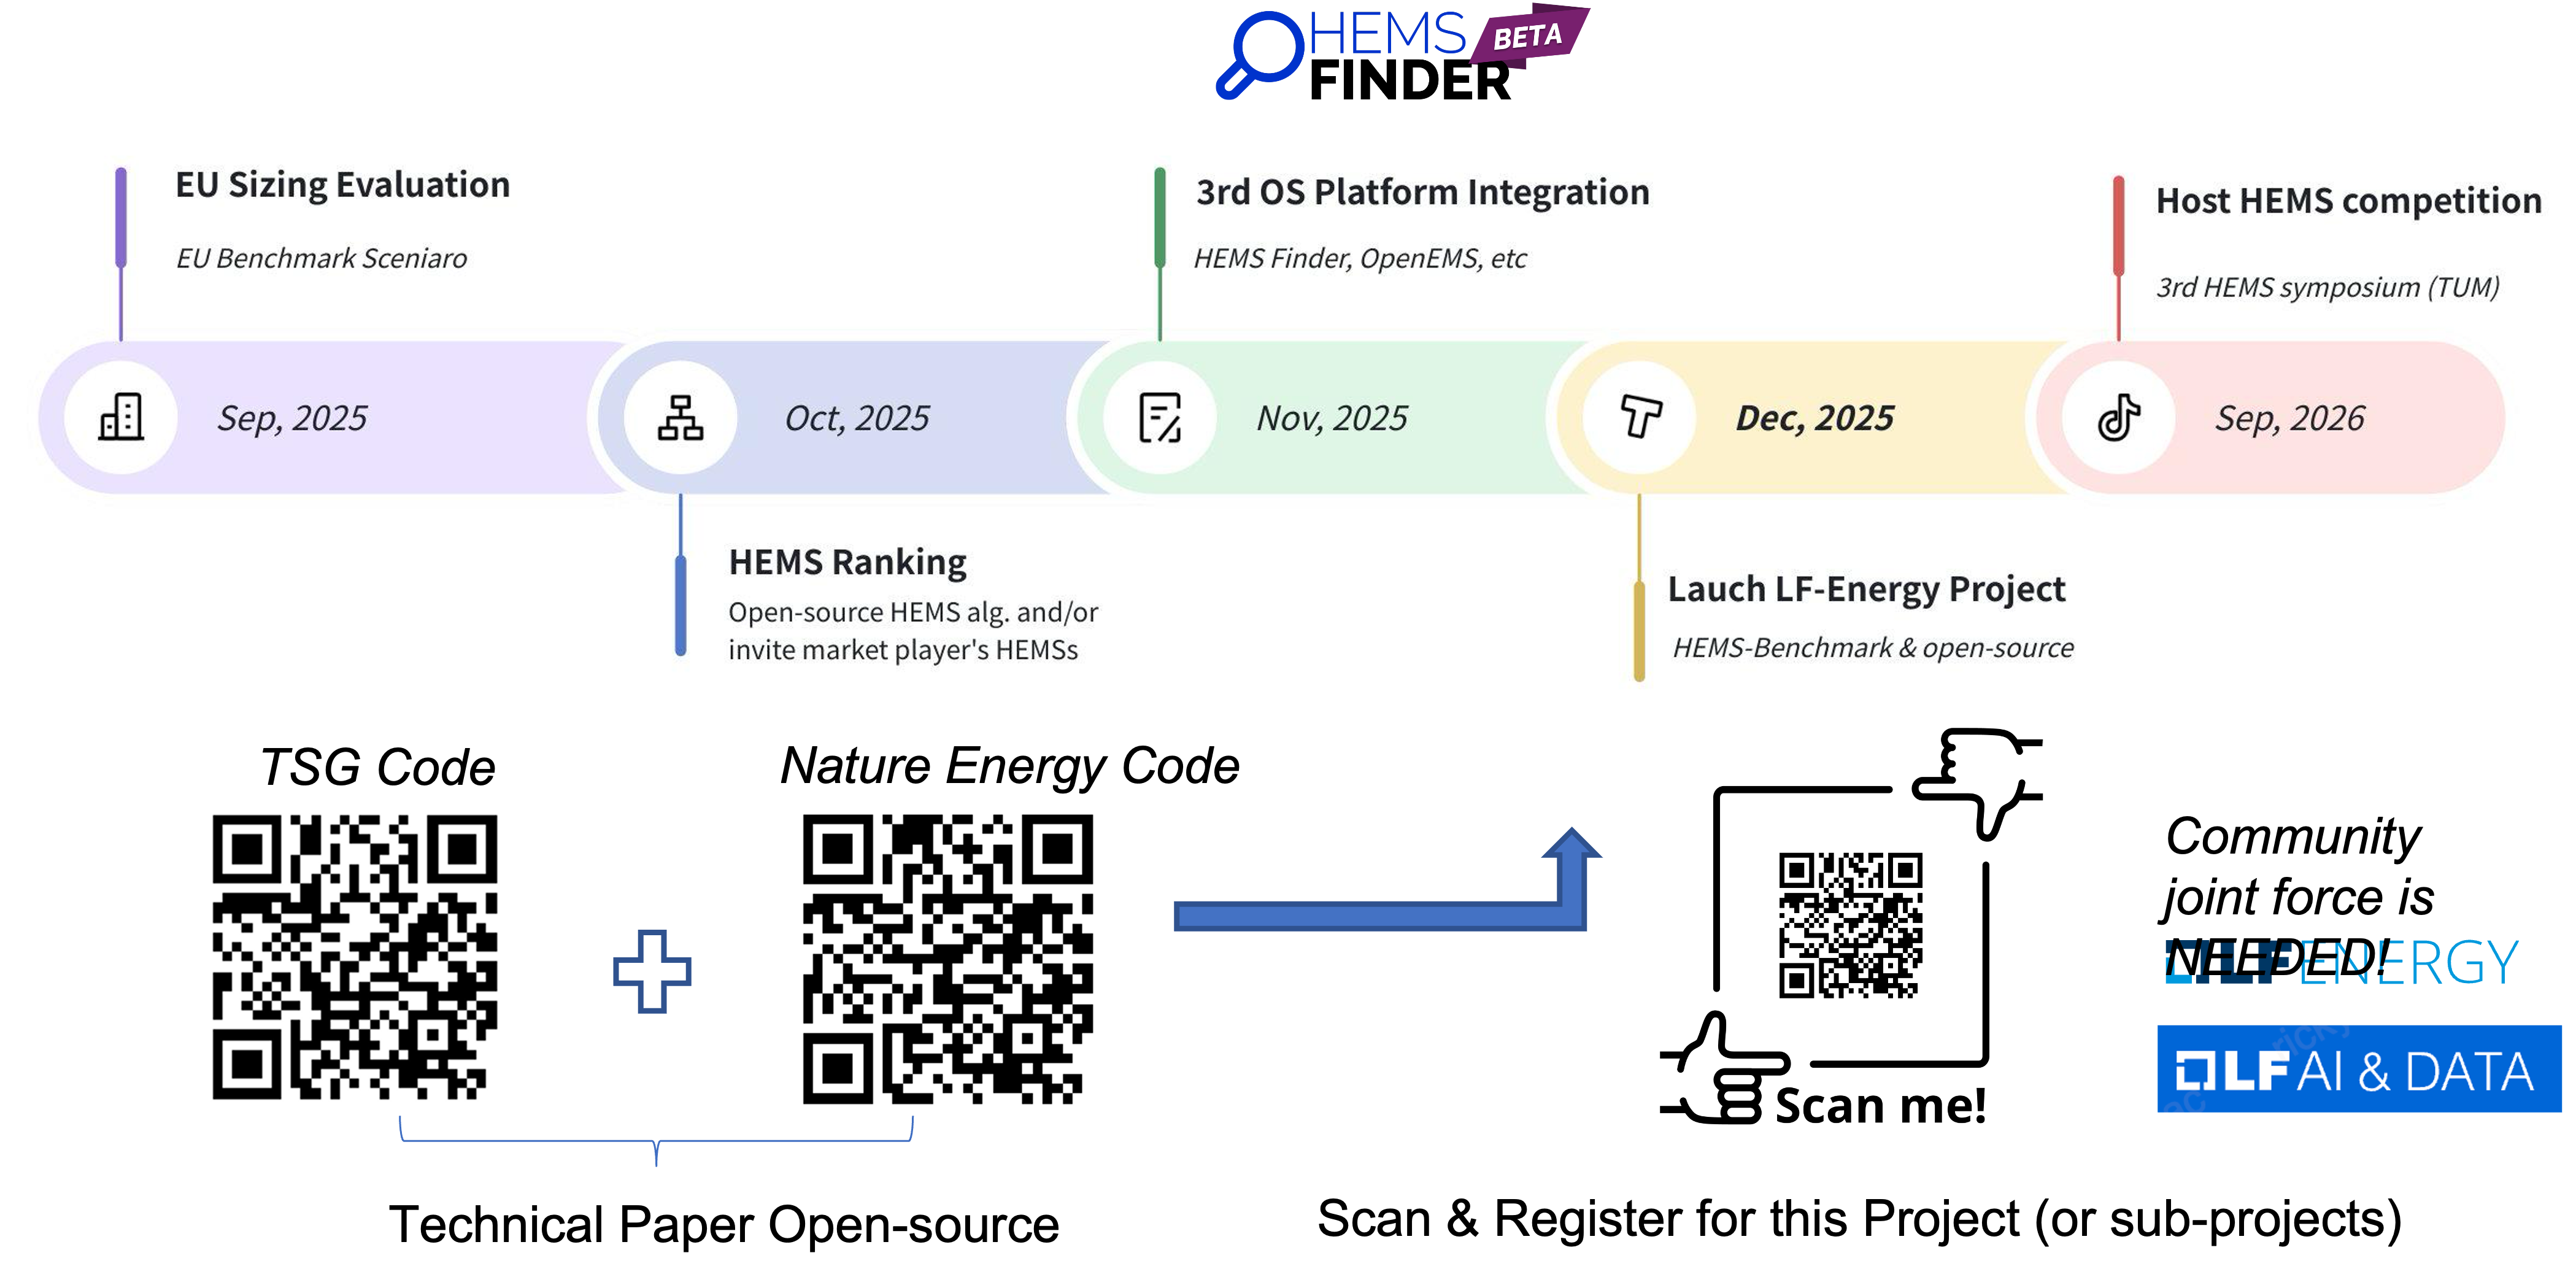 HEMS
FINDER
BETA
EU Sizing Evaluation
EU Benchmark Sceniaro
3rd OS Platform Integration
HEMS Finder, OpenEMS, etc
Host HEMS competition
3rd HEMS symposium (TUM)
Sep, 2025
Oct, 2025
Nov, 2025
Dec, 2025
Sep, 2026
HEMS Ranking
Open-source HEMS alg. and/or
invite market player's HEMSs
Lauch LF-Energy Project
HEMS-Benchmark & open-source
TSG Code
Nature Energy Code
Community
joint force is
NEEDED!
LF ENERGY
LF AI & DATA
Scan me!
Technical Paper Open-source
Scan & Register for this Project (or sub-projects)